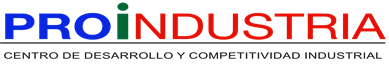 PROiNDUSTRIA
CENTRO DE DESARROLLO Y COMPETITIVIDAD INDUSTRIAL